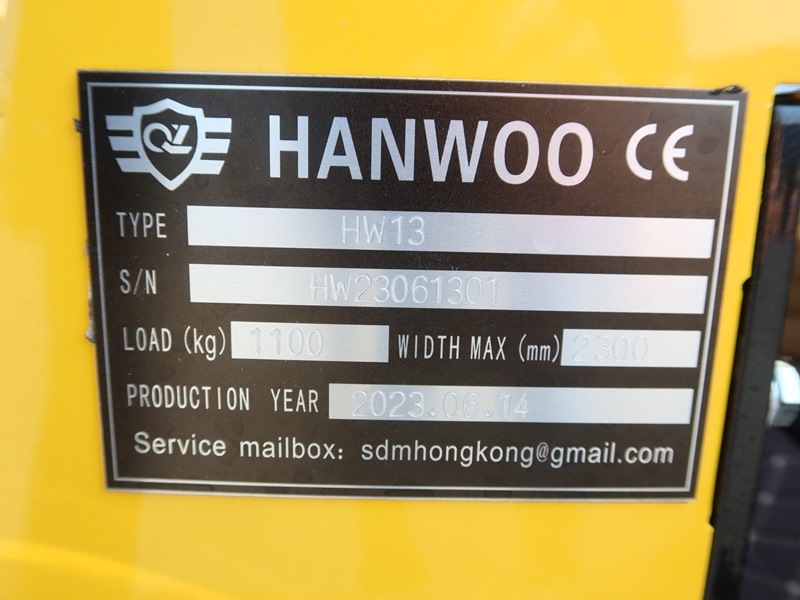 QL HANWOO CE
TYPE HW13
S/N HW23061301
LOAD (kg) 1100 WIDTH MAX (mm) 2300
PRODUCTION YEAR 2023.06.14
Service mailbox: sdmhongkong@gmail.com